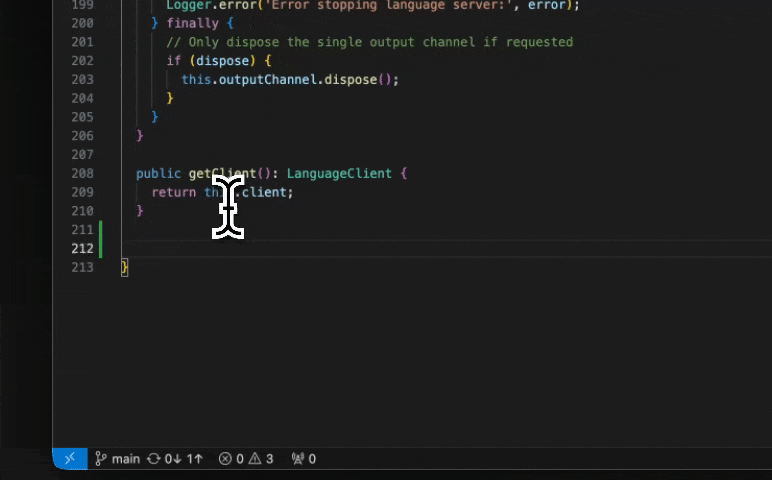 199 Logger.error('Error stopping language server:', error);
200 } finally {
201 // Only dispose the single output channel if requested
202 if (dispose) {
203 this.outputChannel.dispose();
204 }
205 }
206 }
207
208 public getClient(): LanguageClient {
209 return this.client;
210 }
211
212
213 }
main 0↓ 1↑ 0 3 0